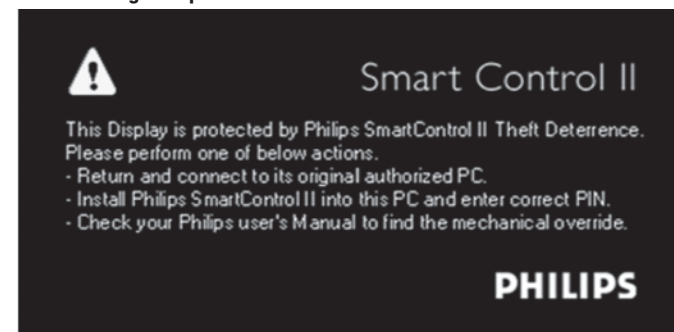 Smart Control II
This Display is protected by Philips SmartControl II Theft Deterrence.
Please perform one of below actions.
- Return and connect to its original authorized PC.
- Install Philips SmartControl II into this PC and enter correct PIN.
- Check your Philips user's Manual to find the mechanical override.
PHILIPS